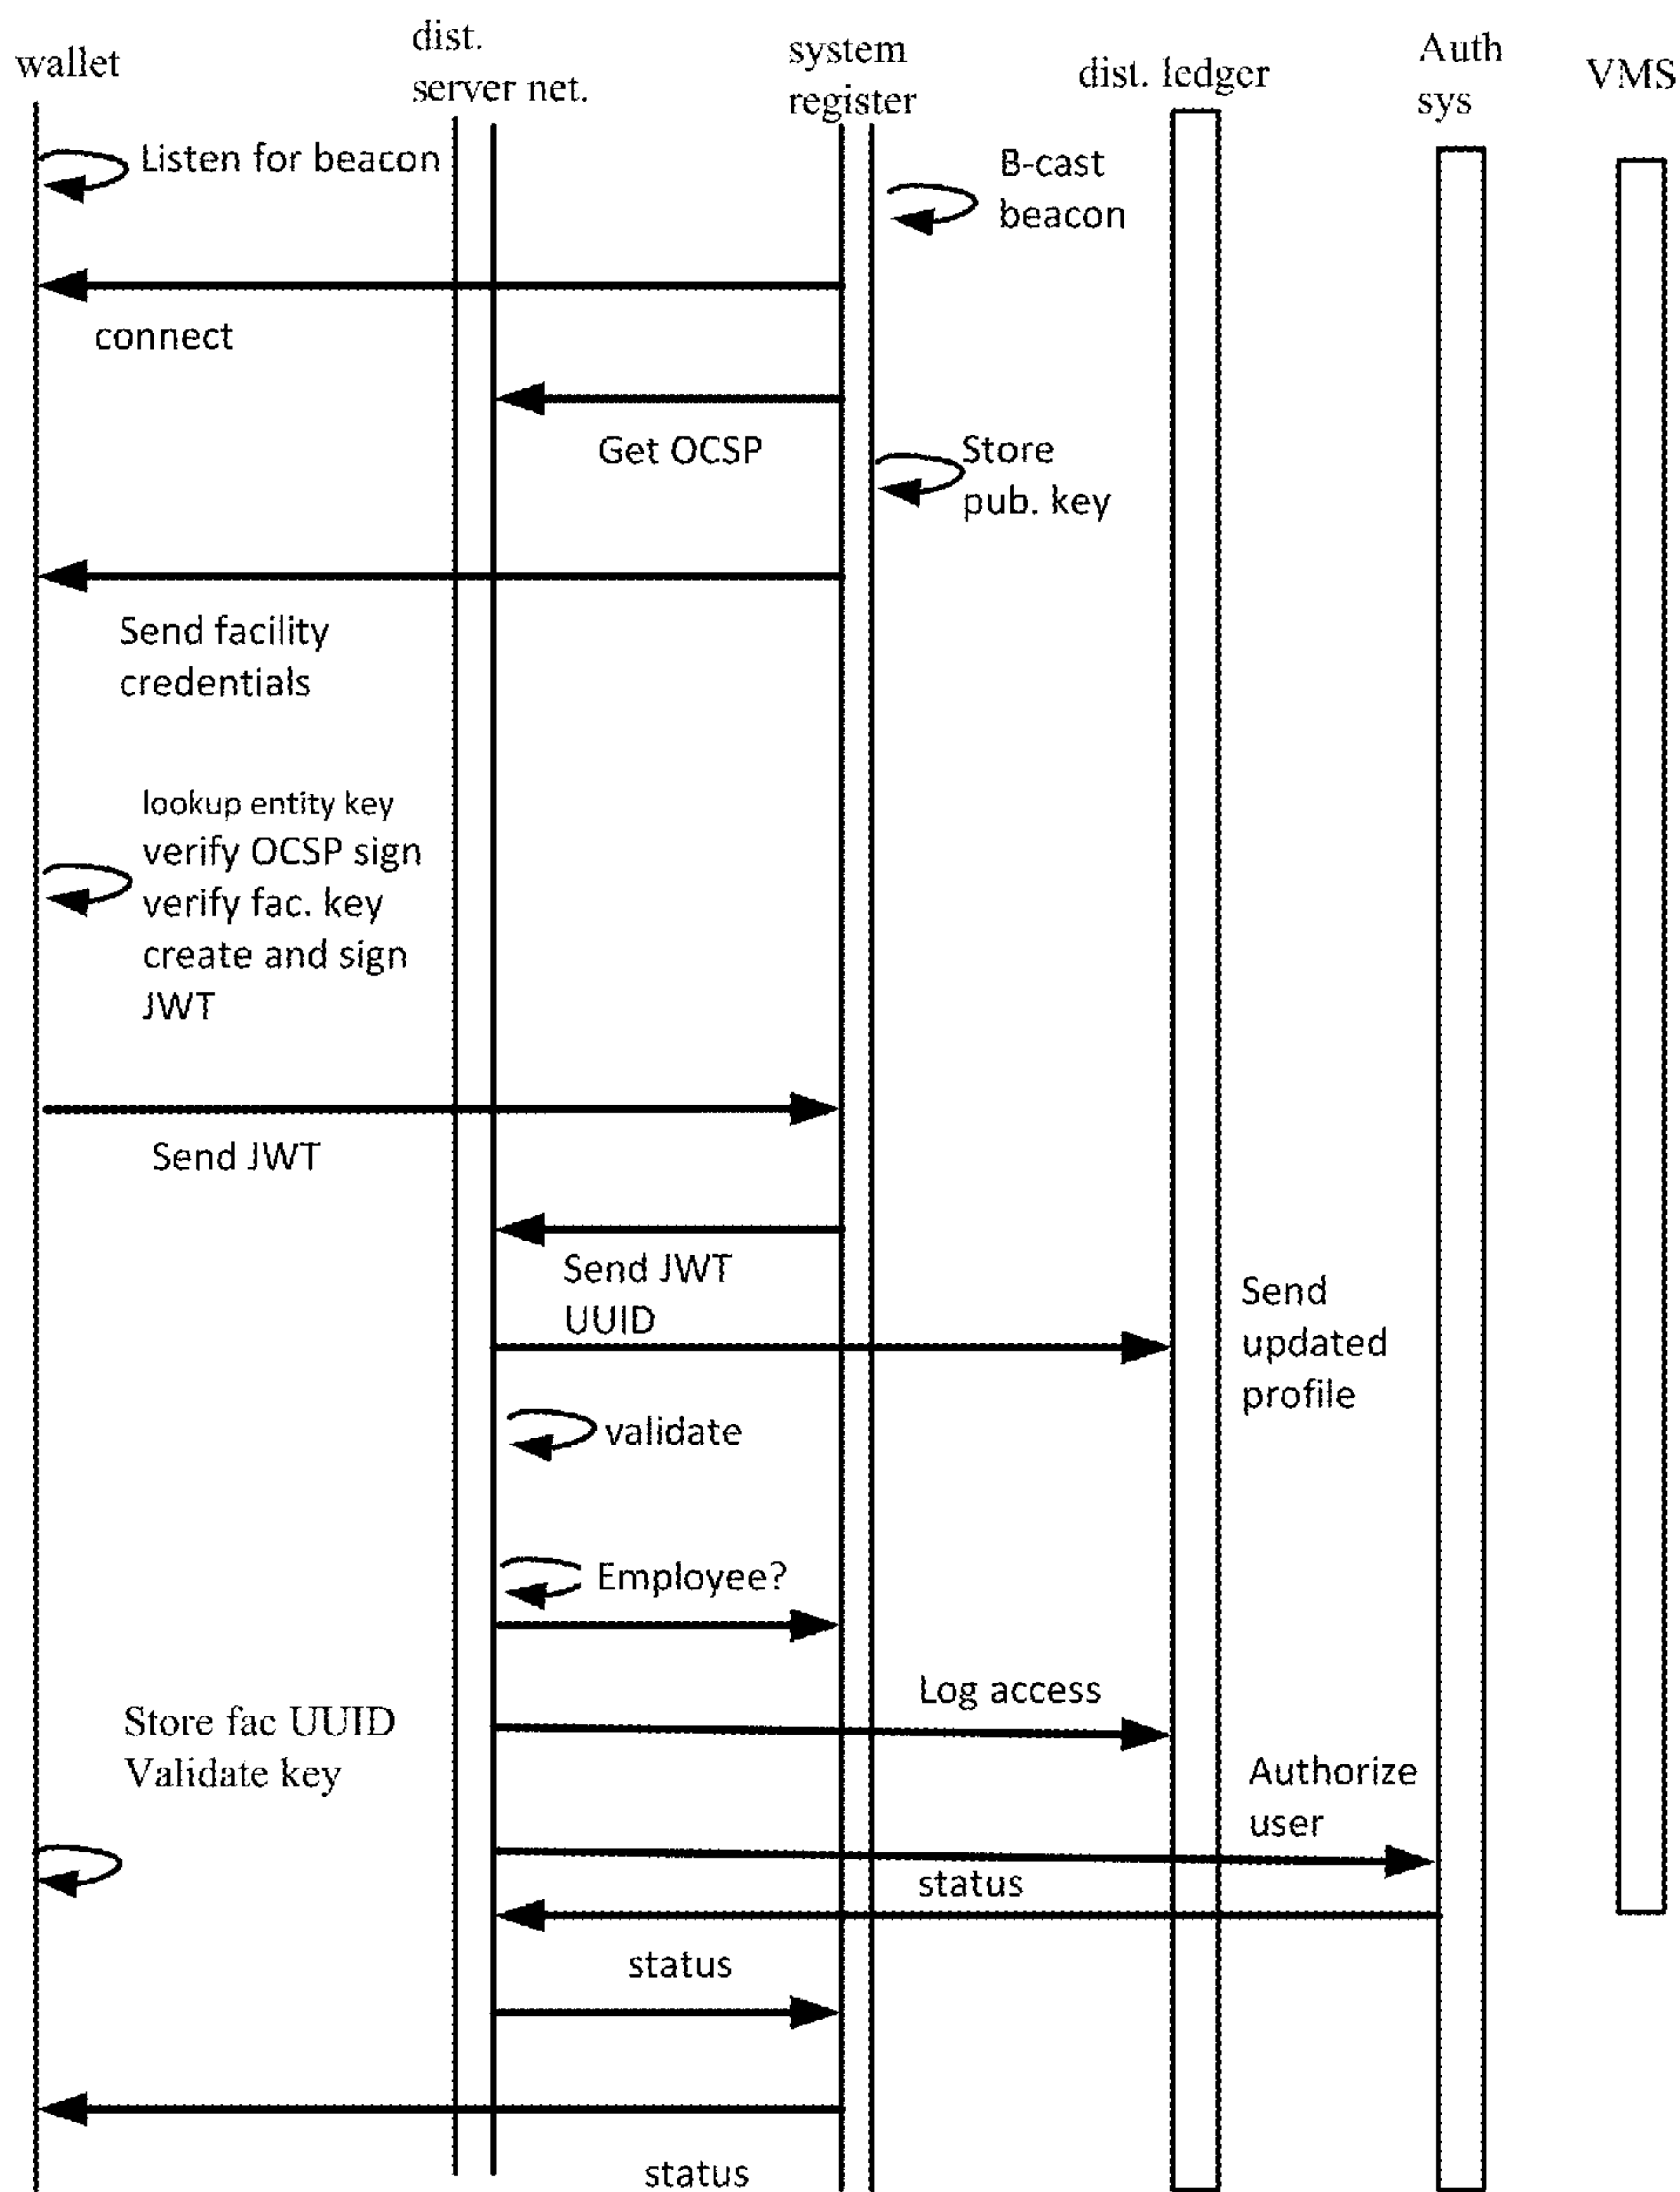 wallet
dist.
server net.
system
register
dist. ledger
Auth
sys
VMS
Listen for beacon
B-cast
beacon
connect
Get OCSP
Store
pub. key
Send facility
credentials
lookup entity key
verify OCSP sign
verify fac. key
create and sign
JWT
Send JWT
Send JWT
UUID
Send
updated
profile
validate
Employee?
Log access
Store fac UUID
Validate key
Authorize
user
status
status
status